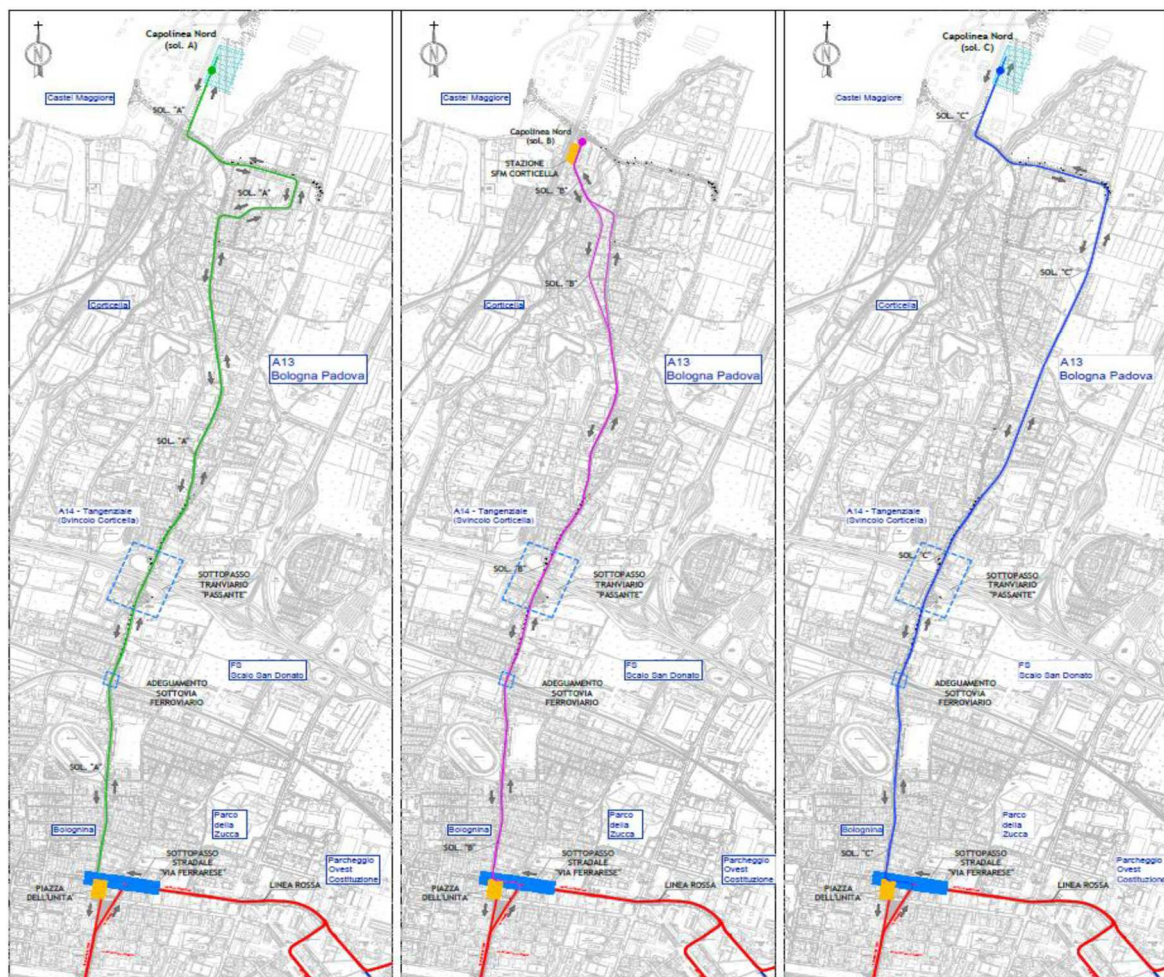 Capolinea Nord
(sol. A)
N
Castel Maggiore
SOL. "A"
SOL. "A"
Corticella
A13
Bologna Padova
SOL. "A"
A14 - Tangenziale
(Svincolo Corticella)
SOTTOPASSO
TRANVIARIO
"PASSANTE"
FS
Scalo San Donato
ADEGUAMENTO
SOTTOVIA
FERROVIARIO
SOL. "A"
Parco
della
Zucca
Bolognina
SOTTOPASSO
STRADALE
"VIA FERRARESE"
Parcheggio
Ovest
Costituzione
PIAZZA
DELL'UNITA'
LINEA ROSSA
N
Castel Maggiore
Capolinea Nord
(sol. B)
STAZIONE
SFM CORTICELLA
SOL. "B"
SOL. "B"
Corticella
A13
Bologna Padova
A14 - Tangenziale
(Svincolo Corticella)
SOL. "B"
SOTTOPASSO
TRANVIARIO
"PASSANTE"
FS
Scalo San Donato
ADEGUAMENTO
SOTTOVIA
FERROVIARIO
Parco
della
Zucca
Bolognina
SOL. "B"
SOTTOPASSO
STRADALE
"VIA FERRARESE"
Parcheggio
Ovest
Costituzione
PIAZZA
DELL'UNITA'
LINEA ROSSA
Capolinea Nord
(sol. C)
N
Castel Maggiore
SOL. "C"
SOL. "C"
Corticella
A13
Bologna Padova
A14 - Tangenziale
(Svincolo Corticella)
SOL. "C"
SOTTOPASSO
TRANVIARIO
"PASSANTE"
FS
Scalo San Donato
ADEGUAMENTO
SOTTOVIA
FERROVIARIO
Parco
della
Zucca
Bolognina
SOL. "C"
SOTTOPASSO
STRADALE
"VIA FERRARESE"
Parcheggio
Ovest
Costituzione
PIAZZA
DELL'UNITA'
LINEA ROSSA